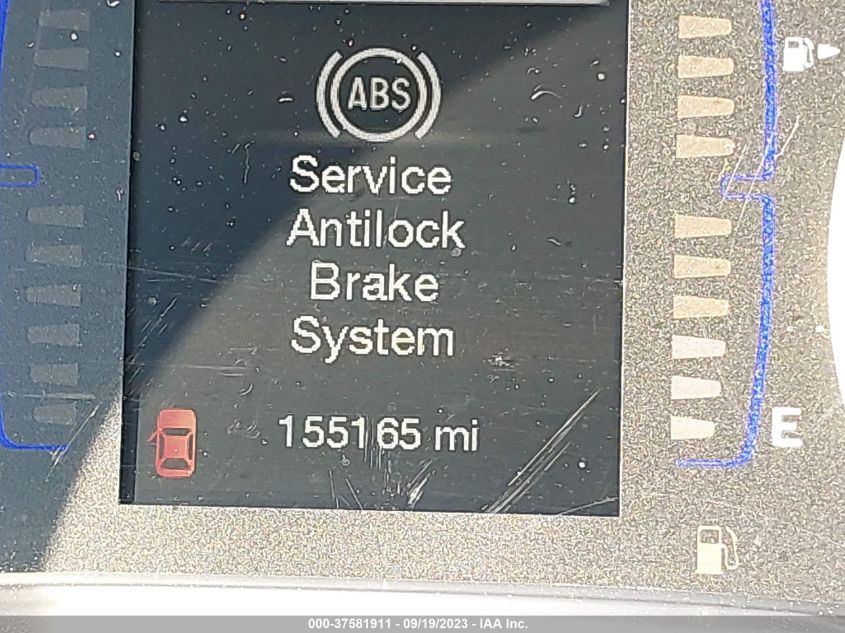 ABS
Service
Antilock
Brake
System
155165 mi
E
000-37581911 - 09/19/2023 - IAA Inc.